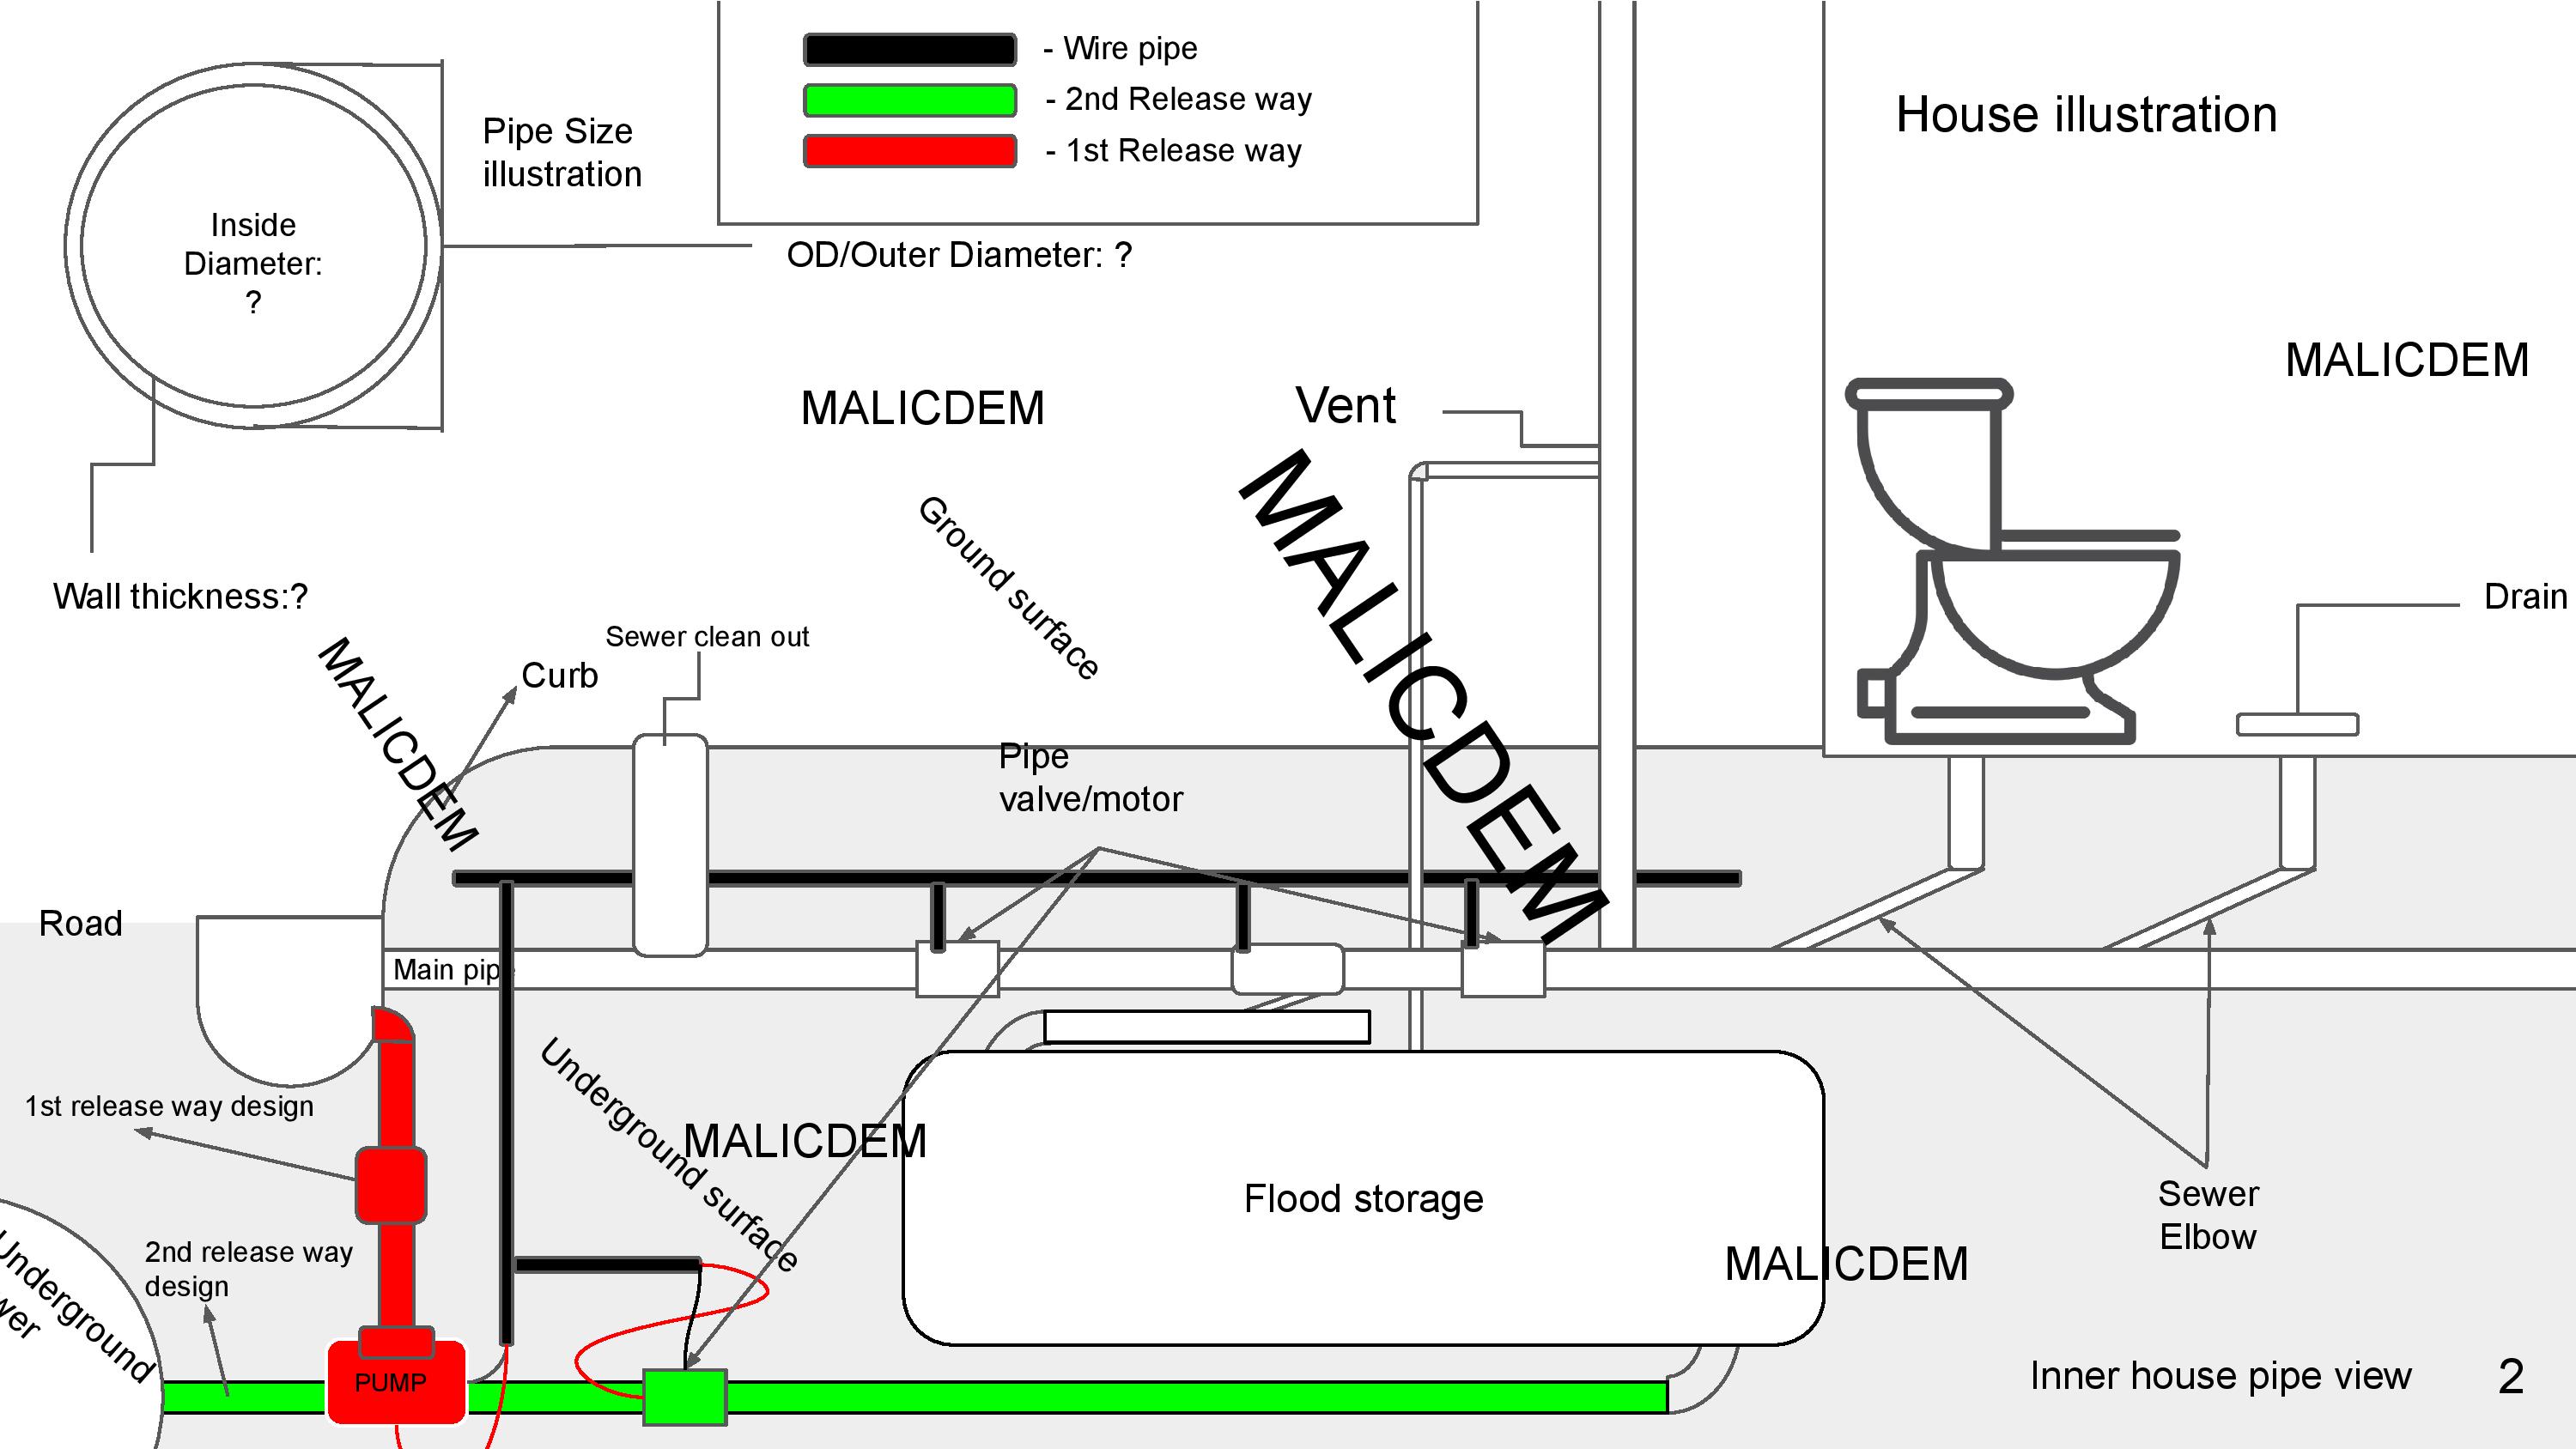 - Wire pipe
- 2nd Release way
- 1st Release way
House illustration
Pipe Size
illustration
Inside
Diameter:
?
OD/Outer Diameter: ?
MALICDEM
MALICDEM
Vent
MALICDEM
Ground surface
Wall thickness:?
Drain
Sewer clean out
Curb
MALICDEM
Pipe
valve/motor
Road
Main pipe
Underground surface
1st release way design
MALICDEM
Flood storage
Sewer
Elbow
2nd release way
design
MALICDEM
Underground
wer
PUMP
Inner house pipe view
2